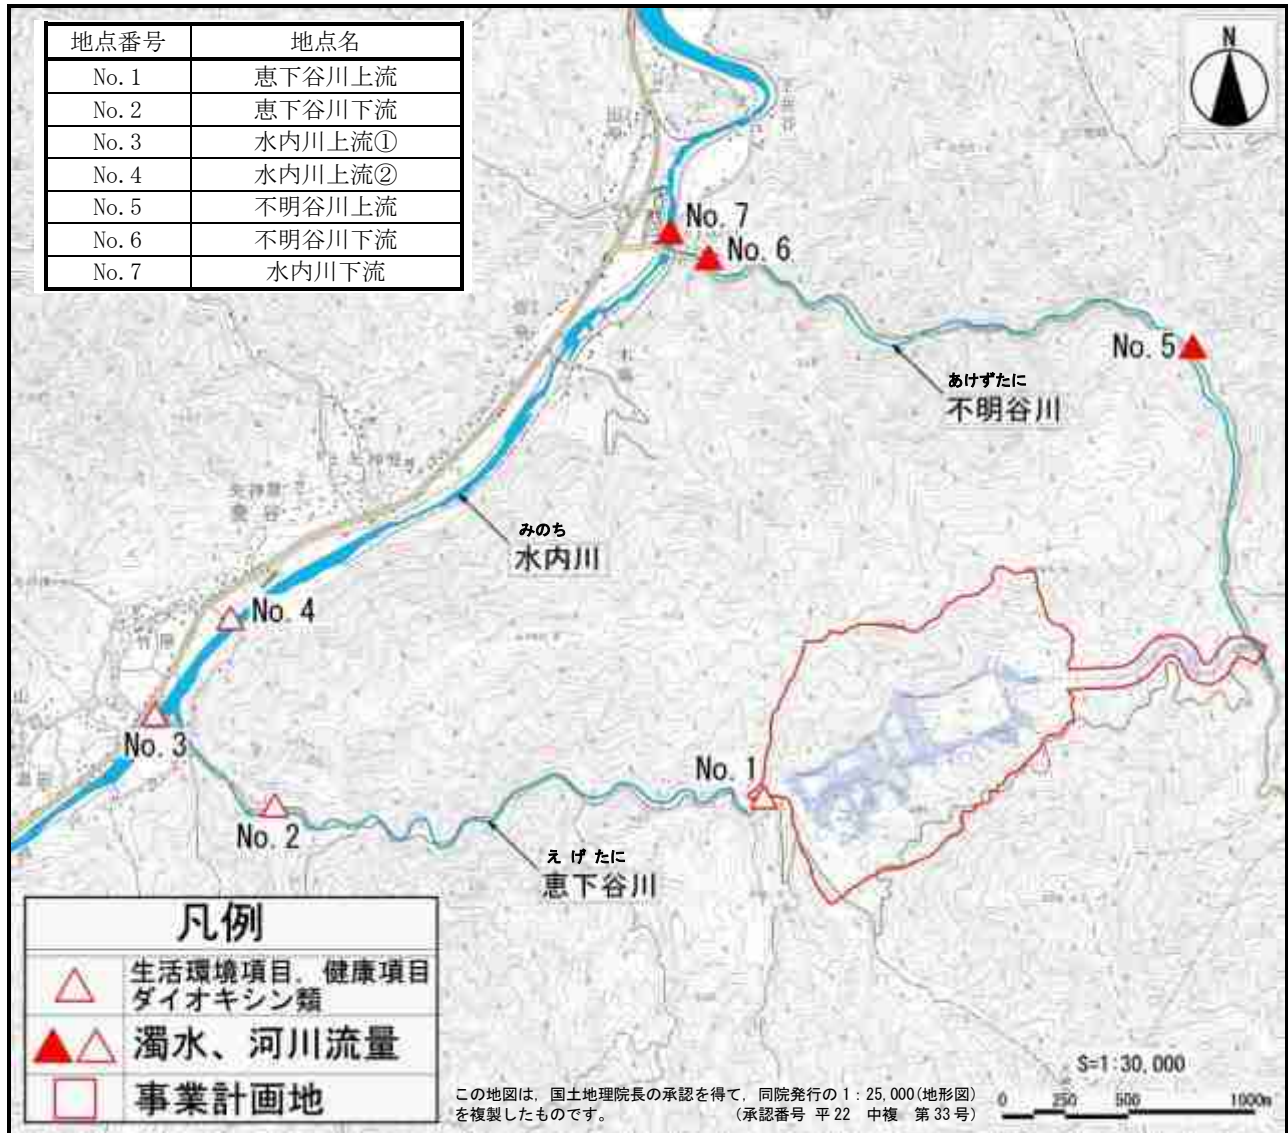 地点番号 地点名
No.1 恵下谷川上流
No.2 恵下谷川下流
No.3 水内川上流①
No.4 水内川上流②
No.5 不明谷川上流
No.6 不明谷川下流
No.7 水内川下流
N
No. 7
No. 6
No. 5
あけずたに
不明谷川
みのち
水内川
No. 4
No. 3
No. 1
No. 2
え げ たに
恵下谷川
凡例
生活環境項目, 健康項目
ダイオキシン類
濁水、河川流量
事業計画地
S=1:30,000
この地図は, 国土地理院長の承認を得て, 同院発行の 1:25,000(地形図)
を複製したものです。 (承認番号 平 22 中複 第 33 号)
0 250 500 1000m